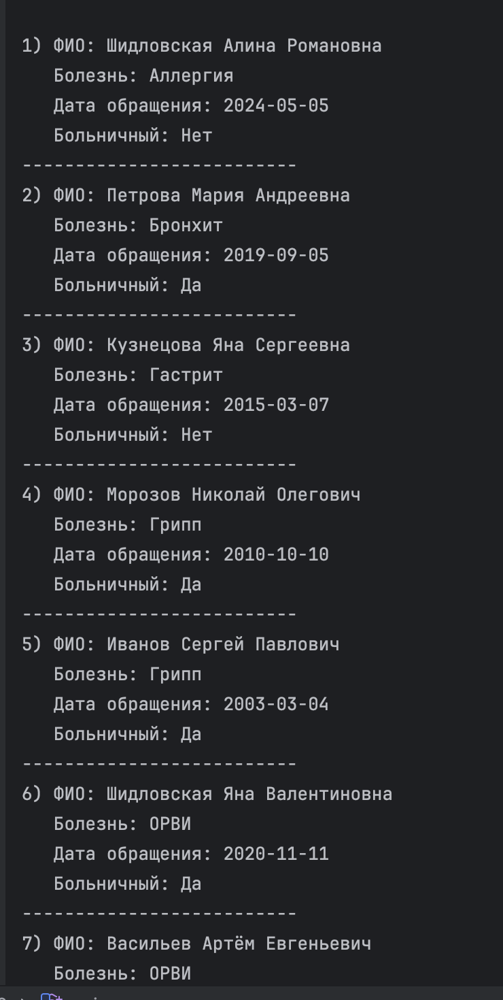 1) ФИО: Шидловская Алина Романовна
Болезнь: Аллергия
Дата обращения: 2024-05-05
Больничный: Нет
--------------------------
2) ФИО: Петрова Мария Андреевна
Болезнь: Бронхит
Дата обращения: 2019-09-05
Больничный: Да
--------------------------
3) ФИО: Кузнецова Яна Сергеевна
Болезнь: Гастрит
Дата обращения: 2015-03-07
Больничный: Нет
--------------------------
4) ФИО: Морозов Николай Олегович
Болезнь: Грипп
Дата обращения: 2010-10-10
Больничный: Да
--------------------------
5) ФИО: Иванов Сергей Павлович
Болезнь: Грипп
Дата обращения: 2003-03-04
Больничный: Да
--------------------------
6) ФИО: Шидловская Яна Валентиновна
Болезнь: ОРВИ
Дата обращения: 2020-11-11
Больничный: Да
--------------------------
7) ФИО: Васильев Артём Евгеньевич
Болезнь: ОРВИ